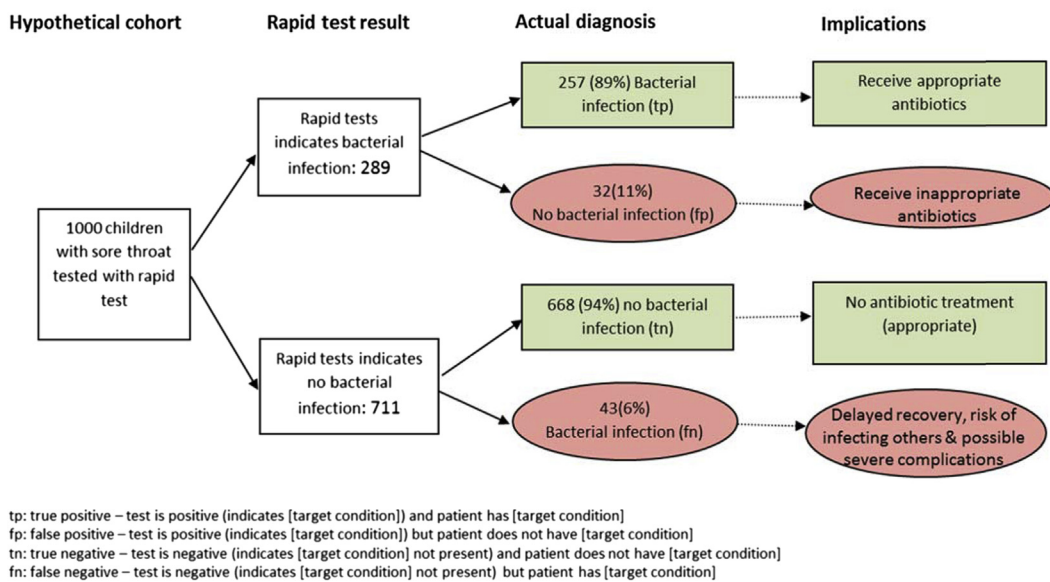 Hypothetical cohort
Rapid test result
Actual diagnosis
Implications
1000 children
with sore throat
tested with rapid
test
Rapid tests
indicates bacterial
infection: 289
257 (89%) Bacterial
infection (tp)
Receive appropriate
antibiotics
32(11%)
No bacterial infection (fp)
Receive inappropriate
antibiotics
Rapid tests indicates
no bacterial
infection: 711
668 (94%) no bacterial
infection (tn)
No antibiotic treatment
(appropriate)
43(6%)
Bacterial infection (fn)
Delayed recovery, risk of
infecting others & possible
severe complications
tp: true positive – test is positive (indicates [target condition]) and patient has [target condition]
fp: false positive – test is positive (indicates [target condition]) but patient does not have [target condition]
tn: true negative – test is negative (indicates [target condition] not present) and patient does not have [target condition]
fn: false negative – test is negative (indicates [target condition] not present) but patient has [target condition]